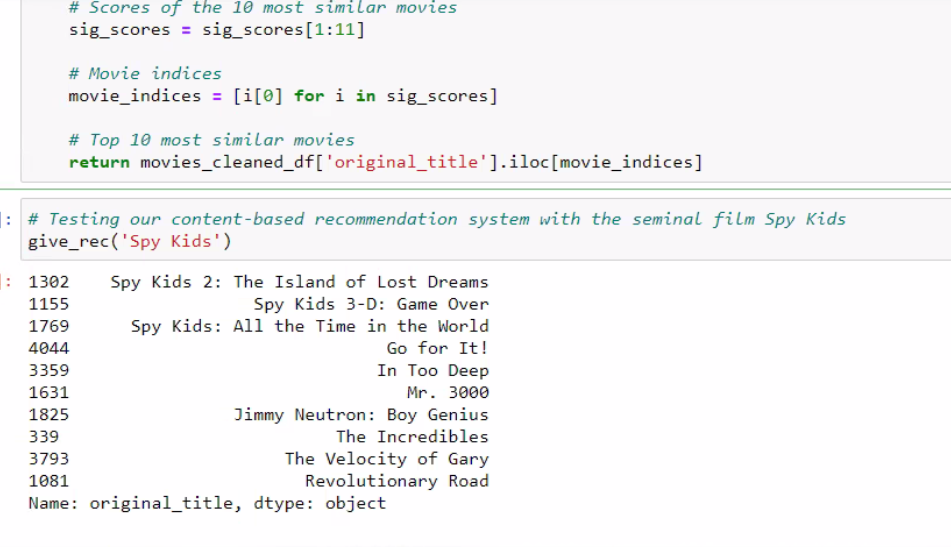 # Scores of the 10 most similar movies
sig_scores = sig_scores[1:11]
# Movie indices
movie_indices = [i[0] for i in sig_scores]
# Top 10 most similar movies
return movies_cleaned_df['original_title'].iloc[movie_indices]
]: # Testing our content-based recommendation system with the seminal film Spy Kids
give_rec('Spy Kids')
]: 1302 Spy Kids 2: The Island of Lost Dreams
1155 Spy Kids 3-D: Game Over
1769 Spy Kids: All the Time in the World
4044 Go for It!
3359 In Too Deep
1631 Mr. 3000
1825 Jimmy Neutron: Boy Genius
339 The Incredibles
3793 The Velocity of Gary
1081 Revolutionary Road
Name: original_title, dtype: object